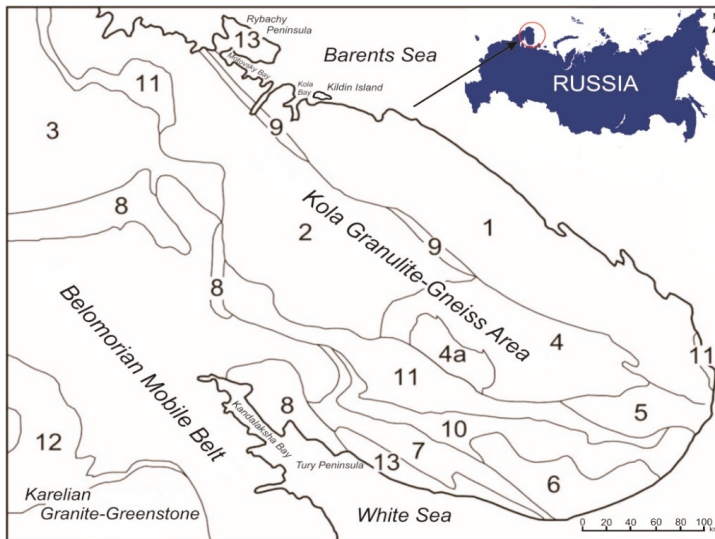 Rybachy
Peninsula
13
Barents Sea
Motovsky Bay
Kola
Bay
Kildin Island
RUSSIA
11
3
9
8
2
1
Kola Granulite-Gneiss Area
9
8
4
4a
11
11
Belomorian Mobile Belt
8
5
10
Kandalaksha Bay
7
12
Tury Peninsula
13
6
Karelian
Granite-Greenstone
White Sea
0 20 40 60 80 100